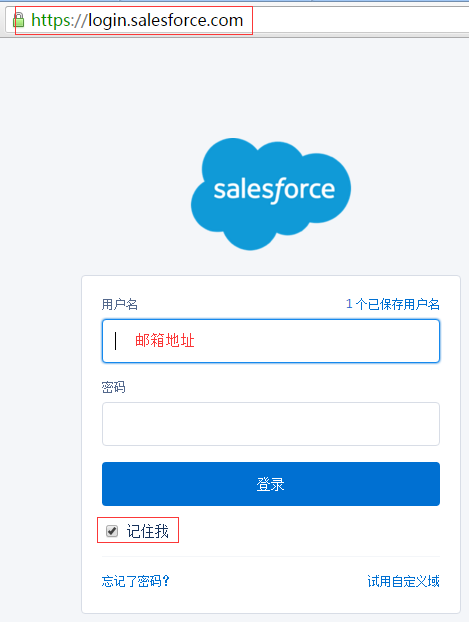 https://login.salesforce.com
salesforce
用户名 1 个已保存用户名
邮箱地址
密码
登录
记住我
忘记了密码? 试用自定义域